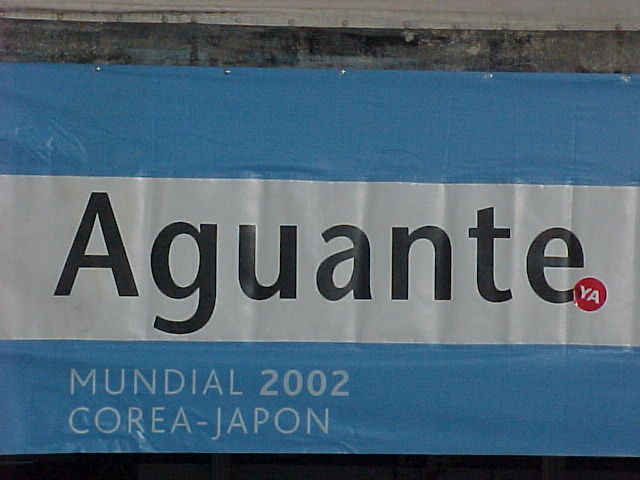 Aguante
YA
MUNDIAL 2002
COREA-JAPON